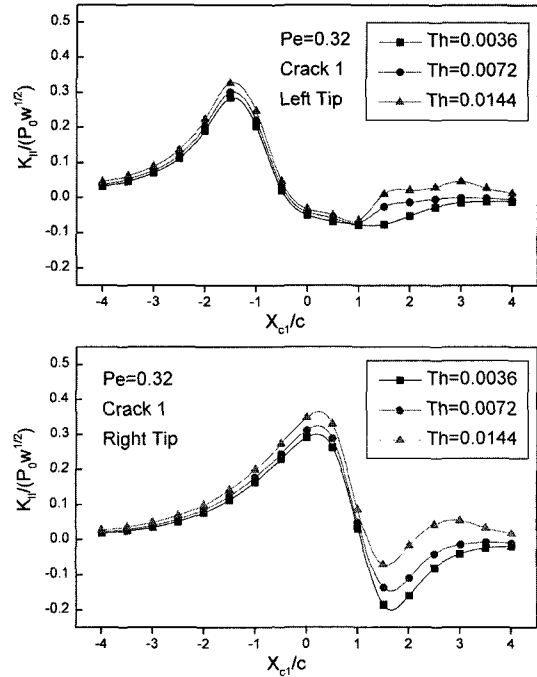 0.5
0.4
0.3
0.2
0.1
0.0
-0.1
-0.2
K_II/(P_0w^{1/2})
Pe=0.32
Crack 1
Left Tip
Th=0.0036
Th=0.0072
Th=0.0144
-4 -3 -2 -1 0 1 2 3 4
X_c1/c
0.5
0.4
0.3
0.2
0.1
0.0
-0.1
-0.2
K_II/(P_0w^{1/2})
Pe=0.32
Crack 1
Right Tip
Th=0.0036
Th=0.0072
Th=0.0144
-4 -3 -2 -1 0 1 2 3 4
X_c1/c